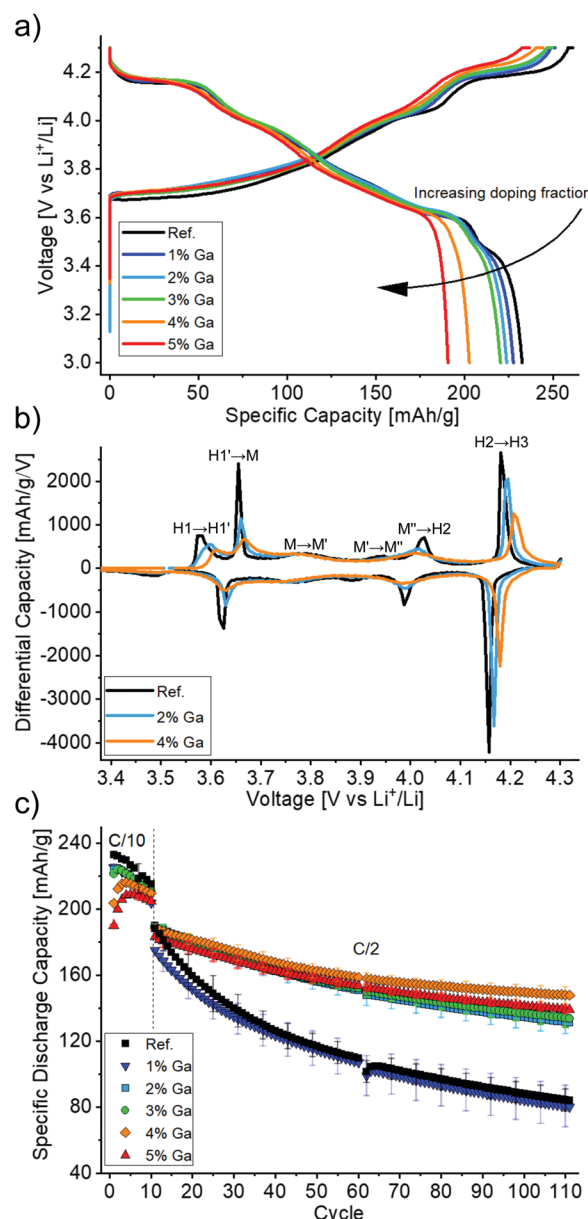 a)
4.2
4.0
3.8
3.6
3.4
3.2
3.0
Voltage [V vs Li⁺/Li]
Increasing doping fraction
Ref.
1% Ga
2% Ga
3% Ga
4% Ga
5% Ga
0 50 100 150 200 250
Specific Capacity [mAh/g]
b)
2000
1000
0
-1000
-2000
-3000
-4000
Differential Capacity [mAh/g/V]
H1→H1'
H1'→M
M→M'
M'→M''
M''→H2
H2→H3
Ref.
2% Ga
4% Ga
3.4 3.5 3.6 3.7 3.8 3.9 4.0 4.1 4.2 4.3
Voltage [V vs Li⁺/Li]
c)
240
200
160
120
80
40
Specific Discharge Capacity [mAh/g]
C/10
C/2
Ref.
1% Ga
2% Ga
3% Ga
4% Ga
5% Ga
0 10 20 30 40 50 60 70 80 90 100 110
Cycle